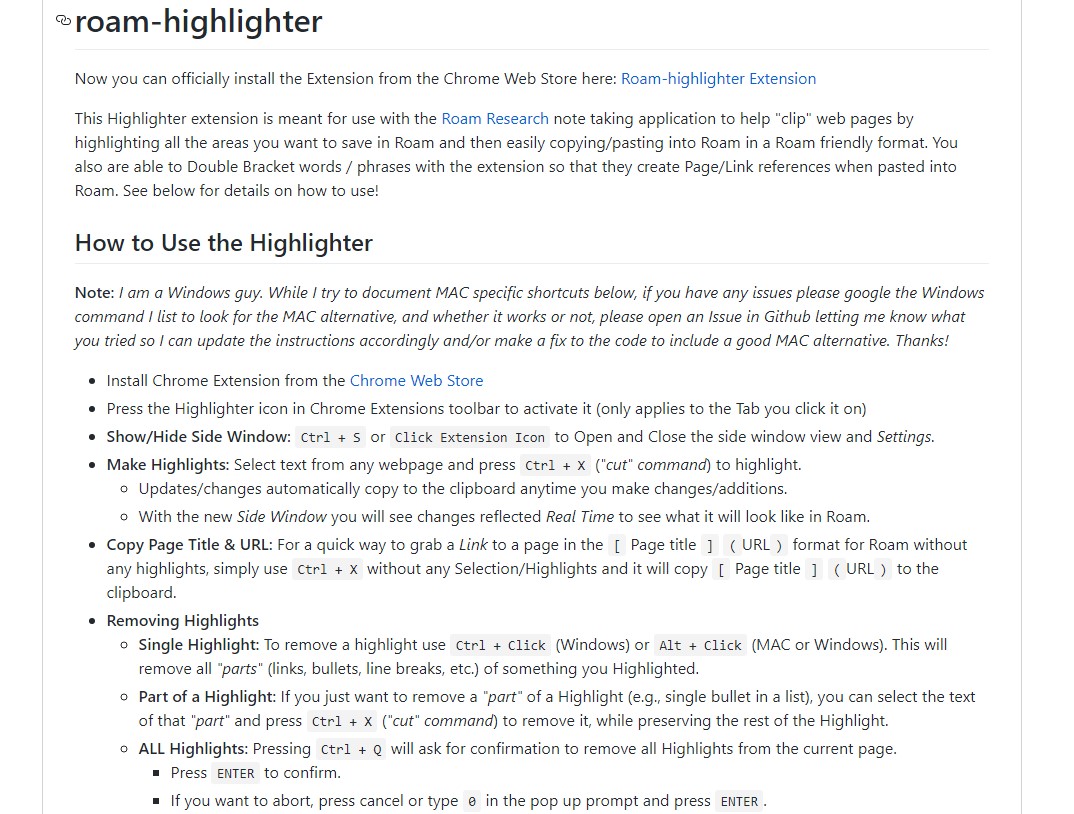 roam-highlighter
Now you can officially install the Extension from the Chrome Web Store here: Roam-highlighter Extension
This Highlighter extension is meant for use with the Roam Research note taking application to help "clip" web pages by
highlighting all the areas you want to save in Roam and then easily copying/pasting into Roam in a Roam friendly format. You
also are able to Double Bracket words / phrases with the extension so that they create Page/Link references when pasted into
Roam. See below for details on how to use!
How to Use the Highlighter
Note: I am a Windows guy. While I try to document MAC specific shortcuts below, if you have any issues please google the Windows
command I list to look for the MAC alternative, and whether it works or not, please open an Issue in Github letting me know what
you tried so I can update the instructions accordingly and/or make a fix to the code to include a good MAC alternative. Thanks!
• Install Chrome Extension from the Chrome Web Store
• Press the Highlighter icon in Chrome Extensions toolbar to activate it (only applies to the Tab you click it on)
• Show/Hide Side Window: Ctrl + S or Click Extension Icon to Open and Close the side window view and Settings.
• Make Highlights: Select text from any webpage and press Ctrl + X ("cut" command) to highlight.
◦ Updates/changes automatically copy to the clipboard anytime you make changes/additions.
◦ With the new Side Window you will see changes reflected Real Time to see what it will look like in Roam.
• Copy Page Title & URL: For a quick way to grab a Link to a page in the [ Page title ] ( URL ) format for Roam without
any highlights, simply use Ctrl + X without any Selection/Highlights and it will copy [ Page title ] ( URL ) to the
clipboard.
• Removing Highlights
◦ Single Highlight: To remove a highlight use Ctrl + Click (Windows) or Alt + Click (MAC or Windows). This will
remove all "parts" (links, bullets, line breaks, etc.) of something you Highlighted.
◦ Part of a Highlight: If you just want to remove a "part" of a Highlight (e.g., single bullet in a list), you can select the text
of that "part" and press Ctrl + X ("cut" command) to remove it, while preserving the rest of the Highlight.
◦ ALL Highlights: Pressing Ctrl + Q will ask for confirmation to remove all Highlights from the current page.
▪ Press ENTER to confirm.
▪ If you want to abort, press cancel or type 0 in the pop up prompt and press ENTER .